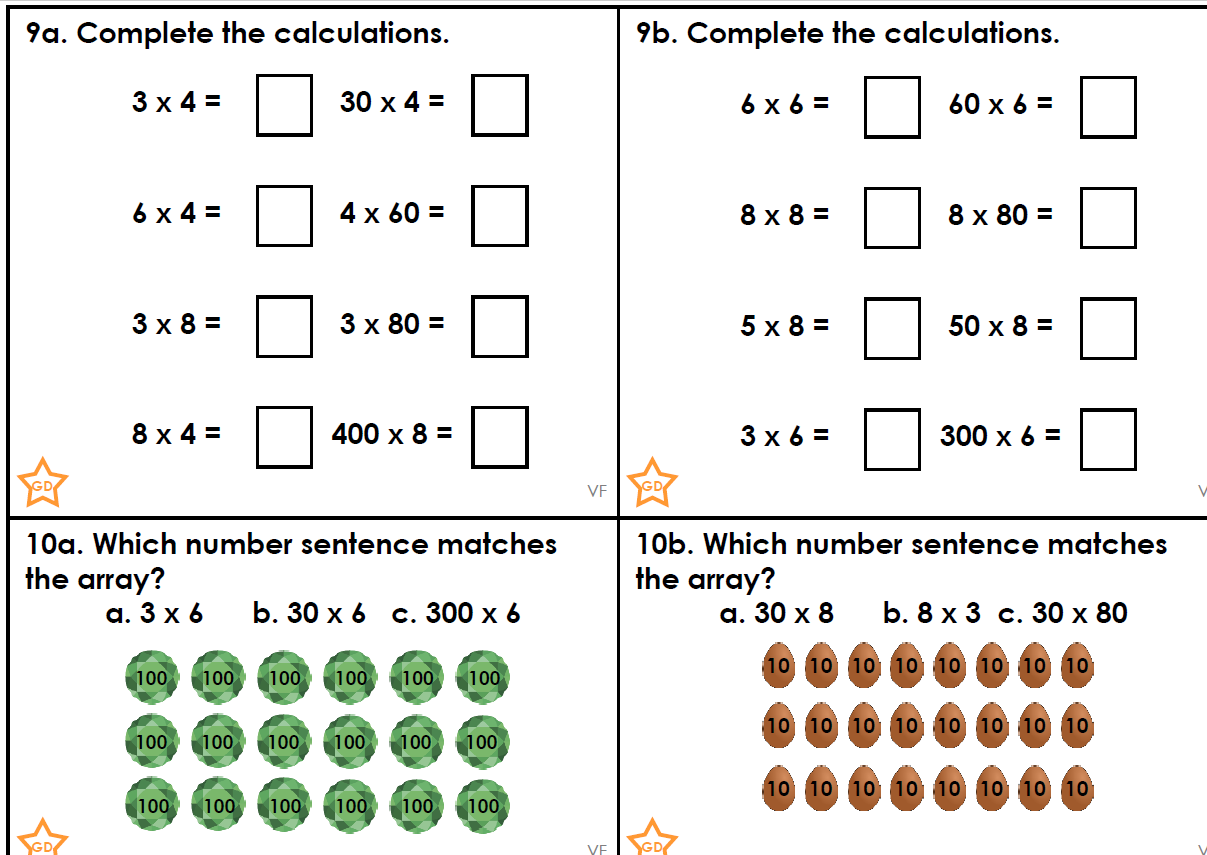 9a. Complete the calculations.
3 x 4 = 30 x 4 =
6 x 4 = 4 x 60 =
3 x 8 = 3 x 80 =
8 x 4 = 400 x 8 =
GD
VF
9b. Complete the calculations.
6 x 6 = 60 x 6 =
8 x 8 = 8 x 80 =
5 x 8 = 50 x 8 =
3 x 6 = 300 x 6 =
GD
V
10a. Which number sentence matches
the array?
a. 3 x 6 b. 30 x 6 c. 300 x 6
100 100 100 100 100 100
100 100 100 100 100 100
100 100 100 100 100 100
GD
VF
10b. Which number sentence matches
the array?
a. 30 x 8 b. 8 x 3 c. 30 x 80
10 10 10 10 10 10 10 10
10 10 10 10 10 10 10 10
10 10 10 10 10 10 10 10
GD
V